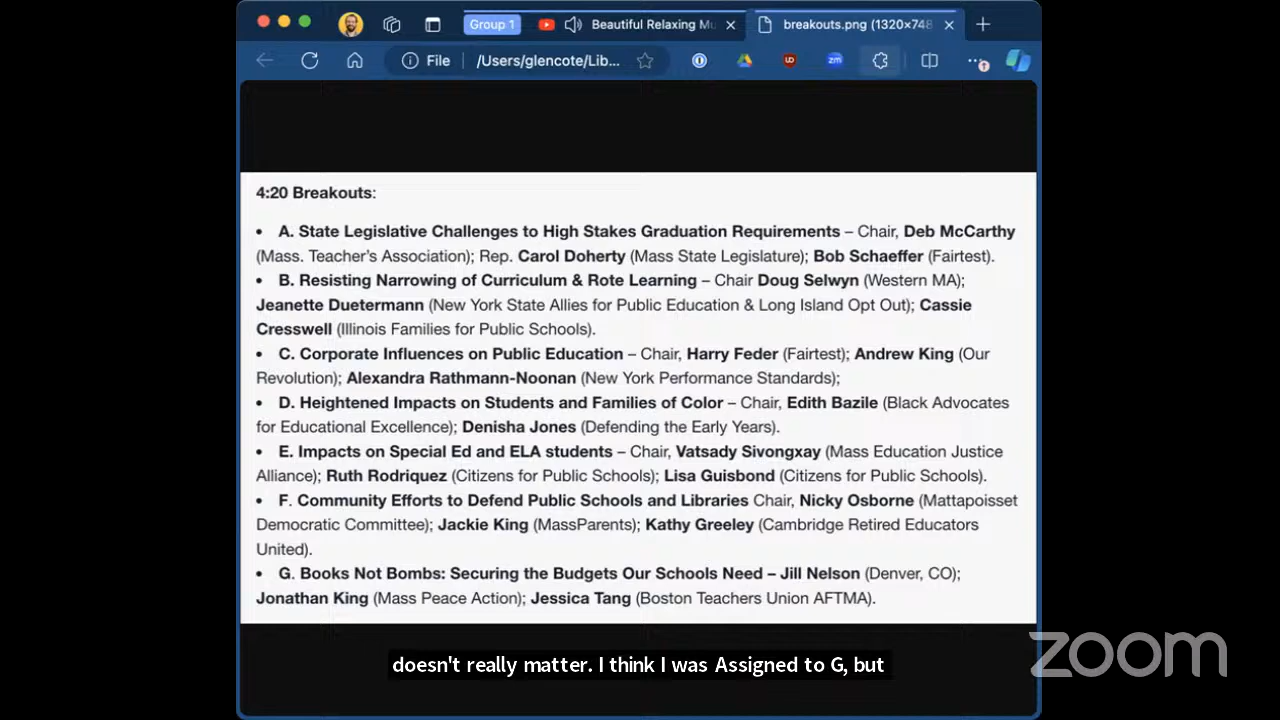 Group 1
Beautiful Relaxing Mu
breakouts.png (1320×748
File
/Users/glencote/Lib...
UD
zm
4:20 Breakouts:
• A. State Legislative Challenges to High Stakes Graduation Requirements – Chair, Deb McCarthy
(Mass. Teacher's Association); Rep. Carol Doherty (Mass State Legislature); Bob Schaeffer (Fairtest).
• B. Resisting Narrowing of Curriculum & Rote Learning – Chair Doug Selwyn (Western MA);
Jeanette Duetermann (New York State Allies for Public Education & Long Island Opt Out); Cassie
Cresswell (Illinois Families for Public Schools).
• C. Corporate Influences on Public Education – Chair, Harry Feder (Fairtest); Andrew King (Our
Revolution); Alexandra Rathmann-Noonan (New York Performance Standards);
• D. Heightened Impacts on Students and Families of Color – Chair, Edith Bazile (Black Advocates
for Educational Excellence); Denisha Jones (Defending the Early Years).
• E. Impacts on Special Ed and ELA students – Chair, Vatsady Sivongxay (Mass Education Justice
Alliance); Ruth Rodriquez (Citizens for Public Schools); Lisa Guisbond (Citizens for Public Schools).
• F. Community Efforts to Defend Public Schools and Libraries Chair, Nicky Osborne (Mattapoisset
Democratic Committee); Jackie King (MassParents); Kathy Greeley (Cambridge Retired Educators
United).
• G. Books Not Bombs: Securing the Budgets Our Schools Need – Jill Nelson (Denver, CO);
Jonathan King (Mass Peace Action); Jessica Tang (Boston Teachers Union AFTMA).
doesn't really matter. I think I was Assigned to G, but
zoom